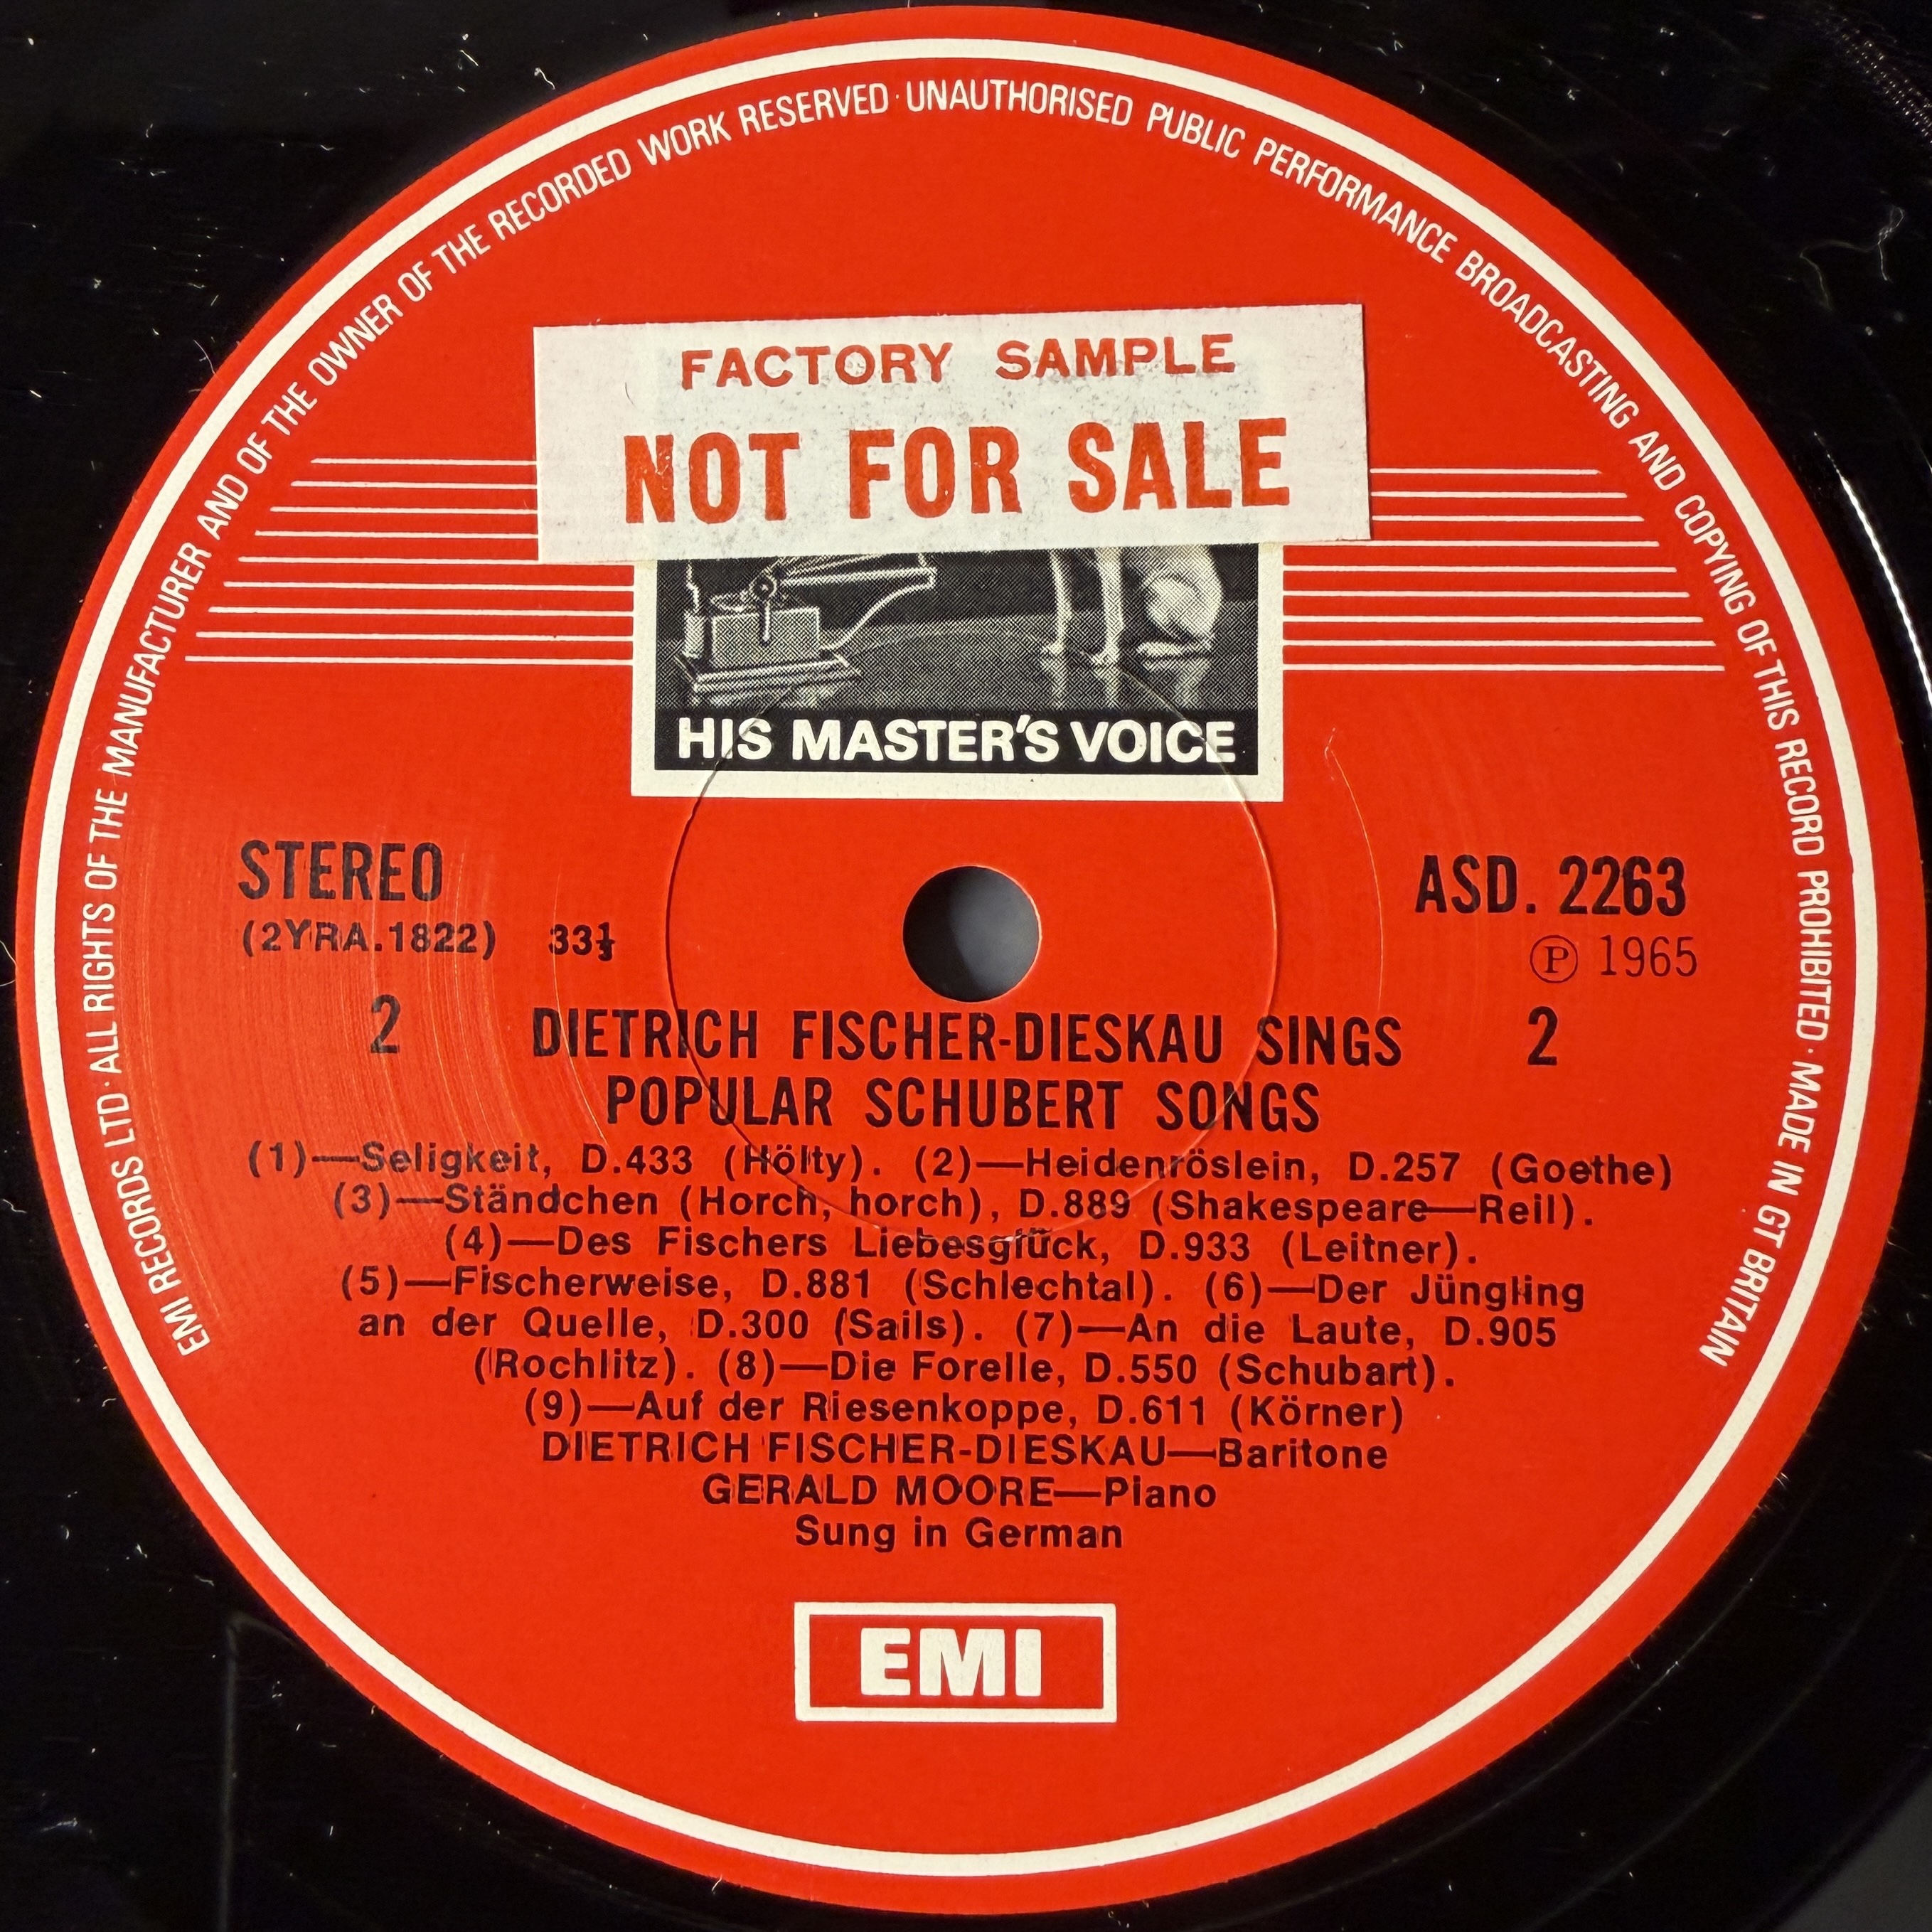 EMI RECORDS LTD · ALL RIGHTS OF THE MANUFACTURER AND OF THE OWNER OF THE RECORDED WORK RESERVED · UNAUTHORISED PUBLIC PERFORMANCE BROADCASTING AND COPYING OF THIS RECORD PROHIBITED · MADE IN GT BRITAIN
FACTORY SAMPLE
NOT FOR SALE
HIS MASTER'S VOICE
STEREO
ASD. 2263
(2YRA.1822) 33⅓
Ⓟ 1965
2 DIETRICH FISCHER-DIESKAU SINGS 2
POPULAR SCHUBERT SONGS
(1)—Seligkeit, D.433 (Hölty). (2)—Heidenröslein, D.257 (Goethe)
(3)—Ständchen (Horch, horch), D.889 (Shakespeare—Reil).
(4)—Des Fischers Liebesglück, D.933 (Leitner).
(5)—Fischerweise, D.881 (Schlechtal). (6)—Der Jüngling
an der Quelle, D.300 (Sails). (7)—An die Laute, D.905
(Rochlitz). (8)—Die Forelle, D.550 (Schubart).
(9)—Auf der Riesenkoppe, D.611 (Körner)
DIETRICH FISCHER-DIESKAU—Baritone
GERALD MOORE—Piano
Sung in German
EMI